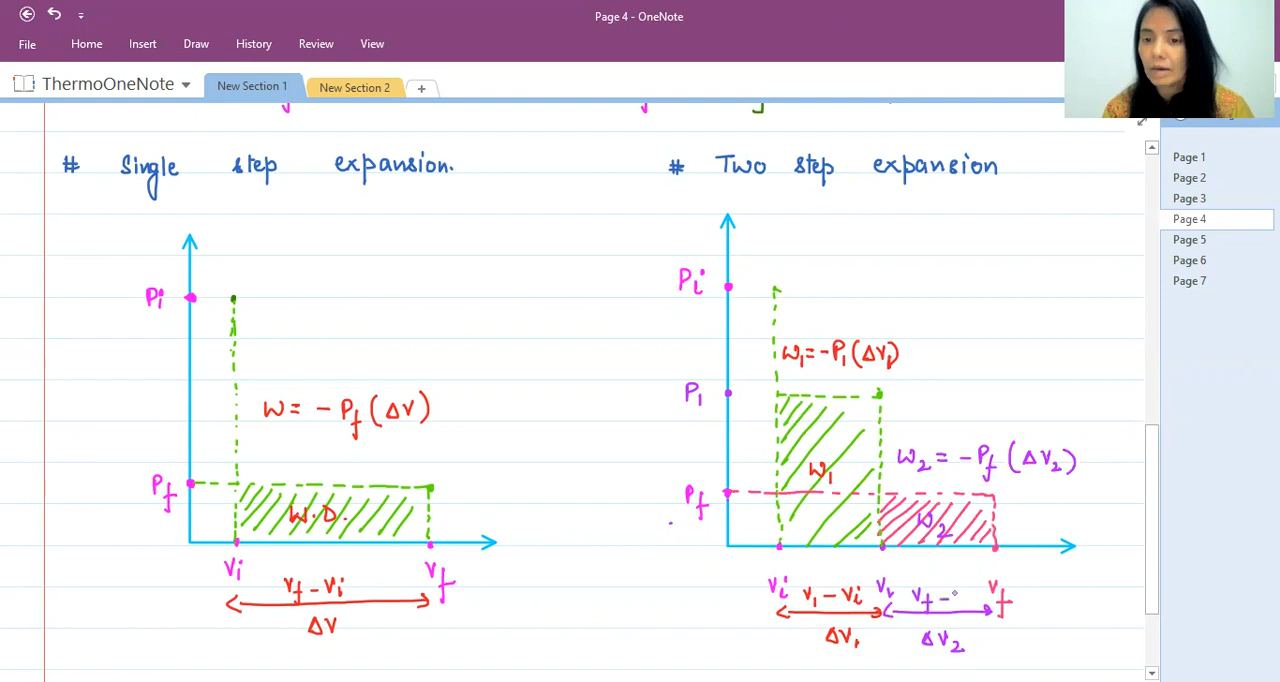 Page 4 - OneNote
File Home Insert Draw History Review View
ThermoOneNote New Section 1 New Section 2 +
Page 1
Page 2
Page 3
Page 4
Page 5
Page 6
Page 7
# Single step expansion.
Pi
W = - Pf (ΔV)
Pf
W.D.
Vi Vf
Vf - Vi
ΔV
# Two step expansion
Pi
W1 = -P1 (ΔV1)
P1
W2 = -Pf (ΔV2)
W1
Pf
W2
Vi V1 - Vi V1 Vf - Vf
ΔV1 ΔV2